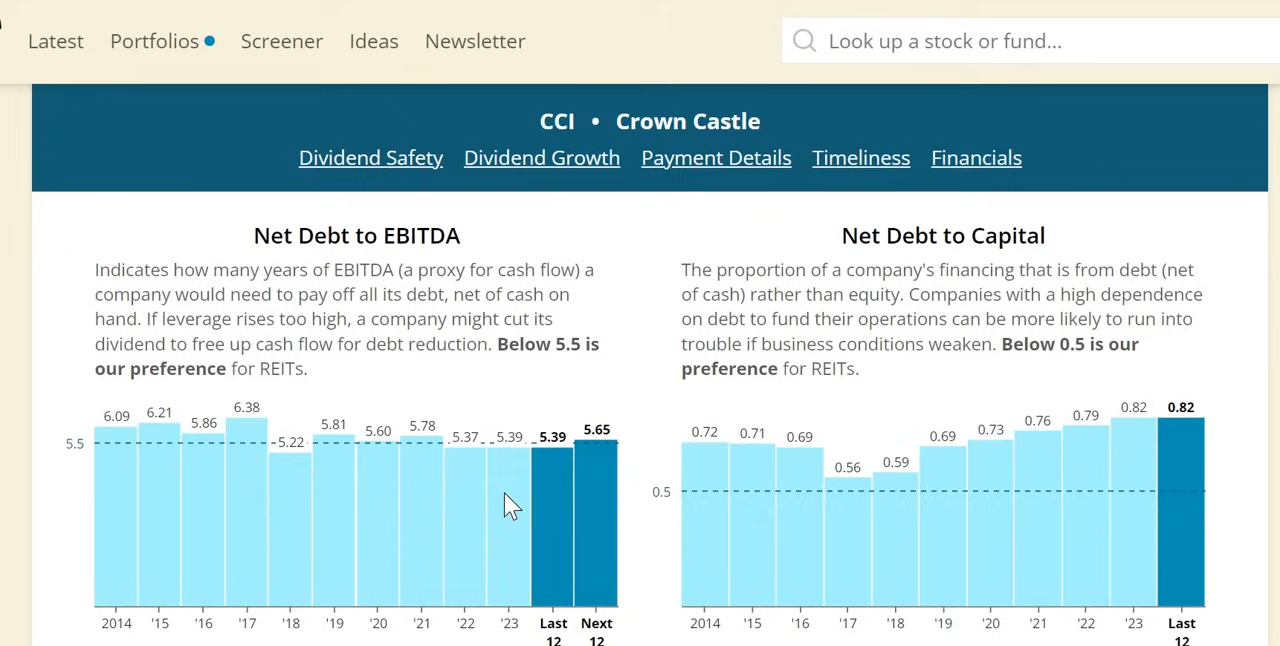 Latest Portfolios Screener Ideas Newsletter Look up a stock or fund...
CCI • Crown Castle
Dividend Safety Dividend Growth Payment Details Timeliness Financials
Net Debt to EBITDA
Indicates how many years of EBITDA (a proxy for cash flow) a
company would need to pay off all its debt, net of cash on
hand. If leverage rises too high, a company might cut its
dividend to free up cash flow for debt reduction. Below 5.5 is
our preference for REITs.
6.09 6.21 5.86 6.38 5.22 5.81 5.60 5.78 5.37 5.39 5.39 5.65
5.5
2014 '15 '16 '17 '18 '19 '20 '21 '22 '23 Last Next
12 12
Net Debt to Capital
The proportion of a company's financing that is from debt (net
of cash) rather than equity. Companies with a high dependence
on debt to fund their operations can be more likely to run into
trouble if business conditions weaken. Below 0.5 is our
preference for REITs.
0.72 0.71 0.69 0.56 0.59 0.69 0.73 0.76 0.79 0.82 0.82
0.5
2014 '15 '16 '17 '18 '19 '20 '21 '22 '23 Last
12